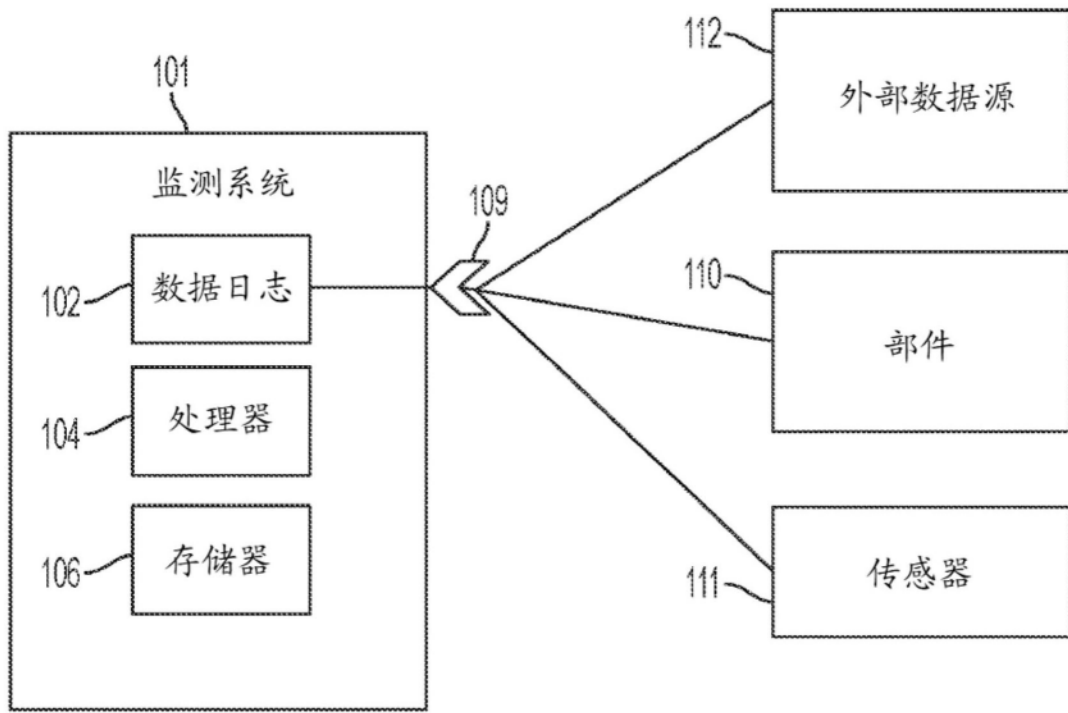 101
监测系统
102
数据日志
104
处理器
106
存储器
109
112
外部数据源
110
部件
111
传感器